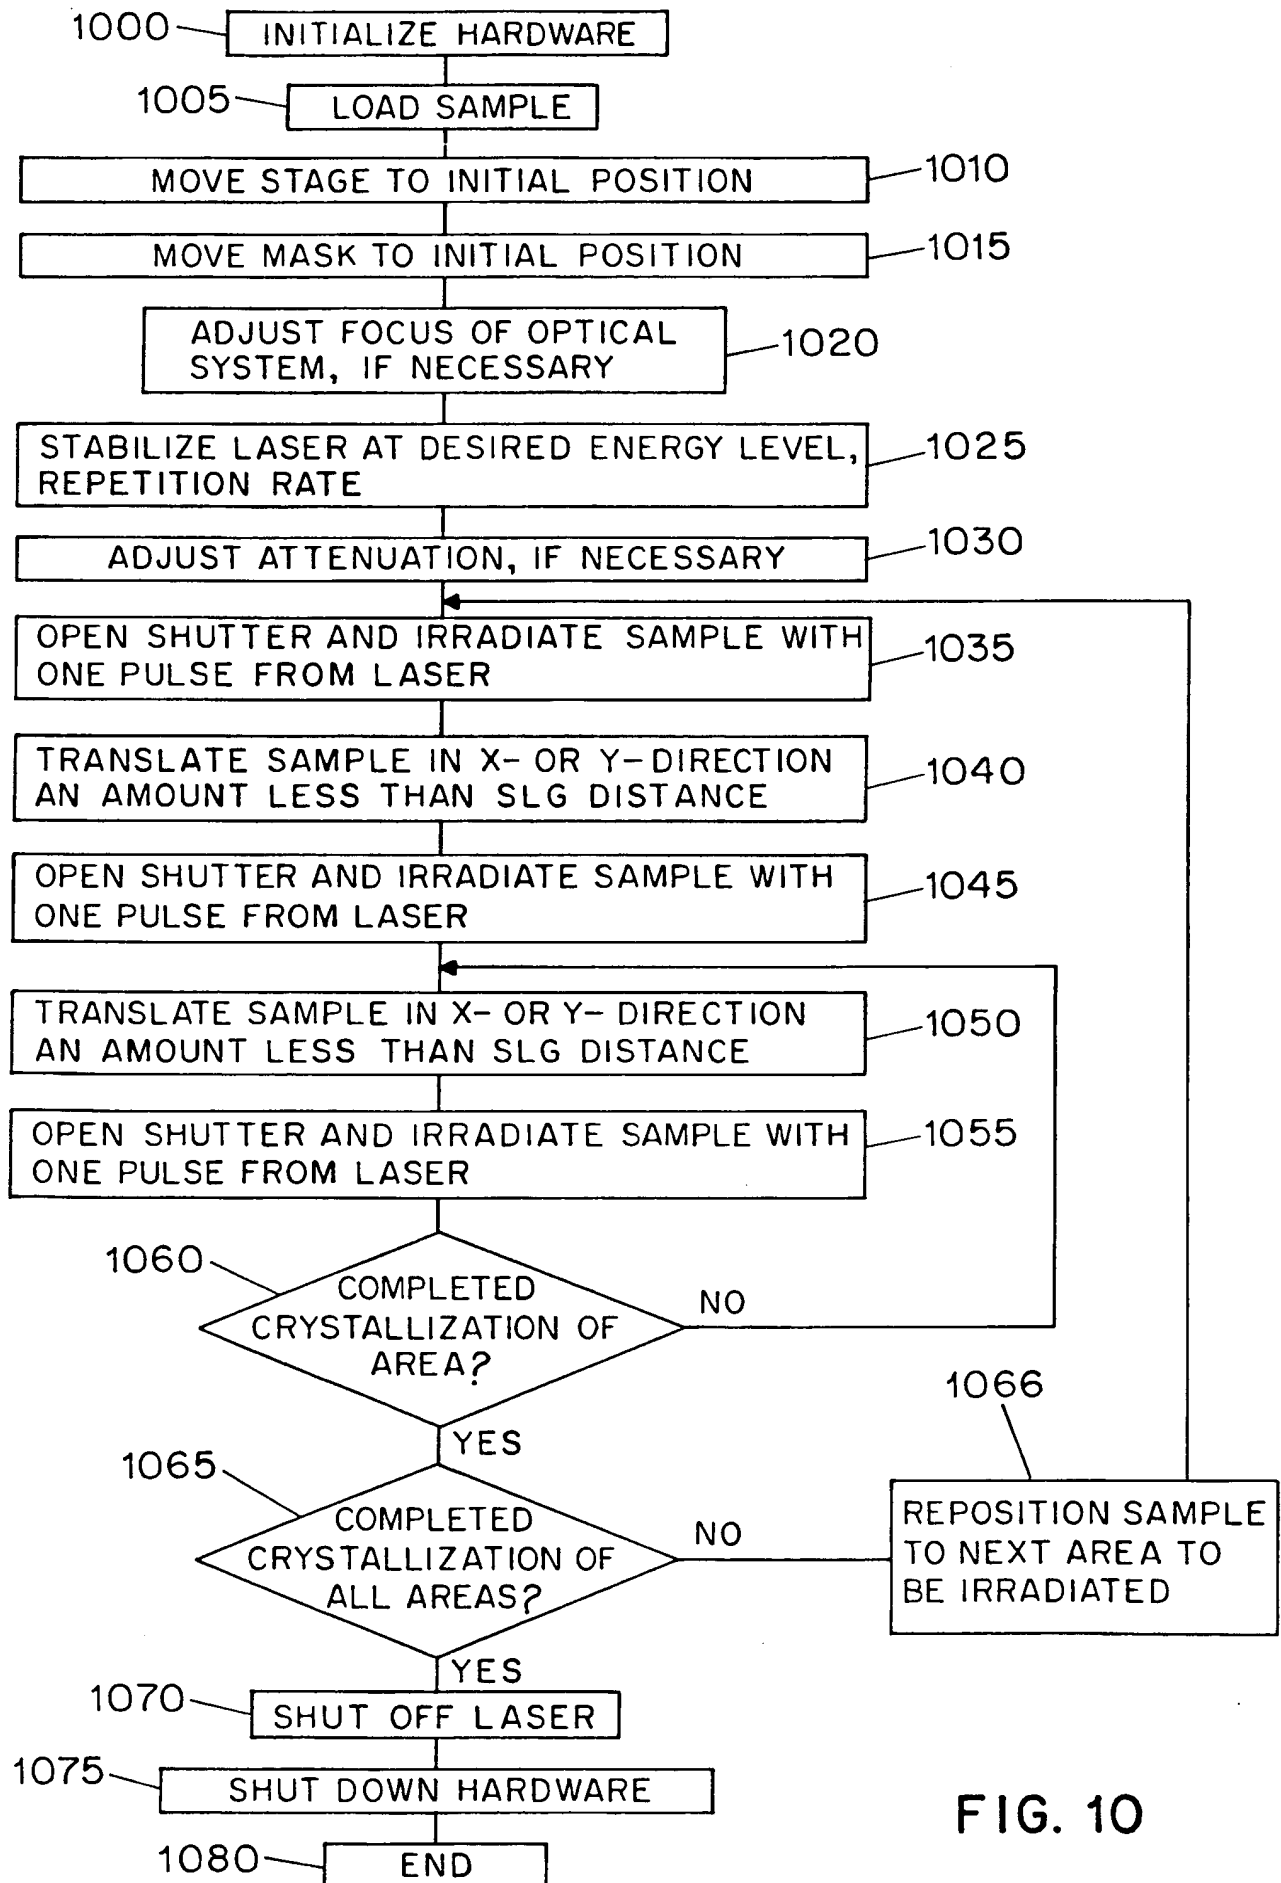 1000
INITIALIZE HARDWARE
1005
LOAD SAMPLE
MOVE STAGE TO INITIAL POSITION
1010
MOVE MASK TO INITIAL POSITION
1015
ADJUST FOCUS OF OPTICAL
SYSTEM, IF NECESSARY
1020
STABILIZE LASER AT DESIRED ENERGY LEVEL,
REPETITION RATE
1025
ADJUST ATTENUATION, IF NECESSARY
1030
OPEN SHUTTER AND IRRADIATE SAMPLE WITH
ONE PULSE FROM LASER
1035
TRANSLATE SAMPLE IN X- OR Y-DIRECTION
AN AMOUNT LESS THAN SLG DISTANCE
1040
OPEN SHUTTER AND IRRADIATE SAMPLE WITH
ONE PULSE FROM LASER
1045
TRANSLATE SAMPLE IN X- OR Y- DIRECTION
AN AMOUNT LESS THAN SLG DISTANCE
1050
OPEN SHUTTER AND IRRADIATE SAMPLE WITH
ONE PULSE FROM LASER
1055
1060
COMPLETED
CRYSTALLIZATION OF
AREA?
NO
YES
1065
COMPLETED
CRYSTALLIZATION OF
ALL AREAS?
NO
1066
REPOSITION SAMPLE
TO NEXT AREA TO
BE IRRADIATED
YES
1070
SHUT OFF LASER
1075
SHUT DOWN HARDWARE
1080
END
FIG. 10